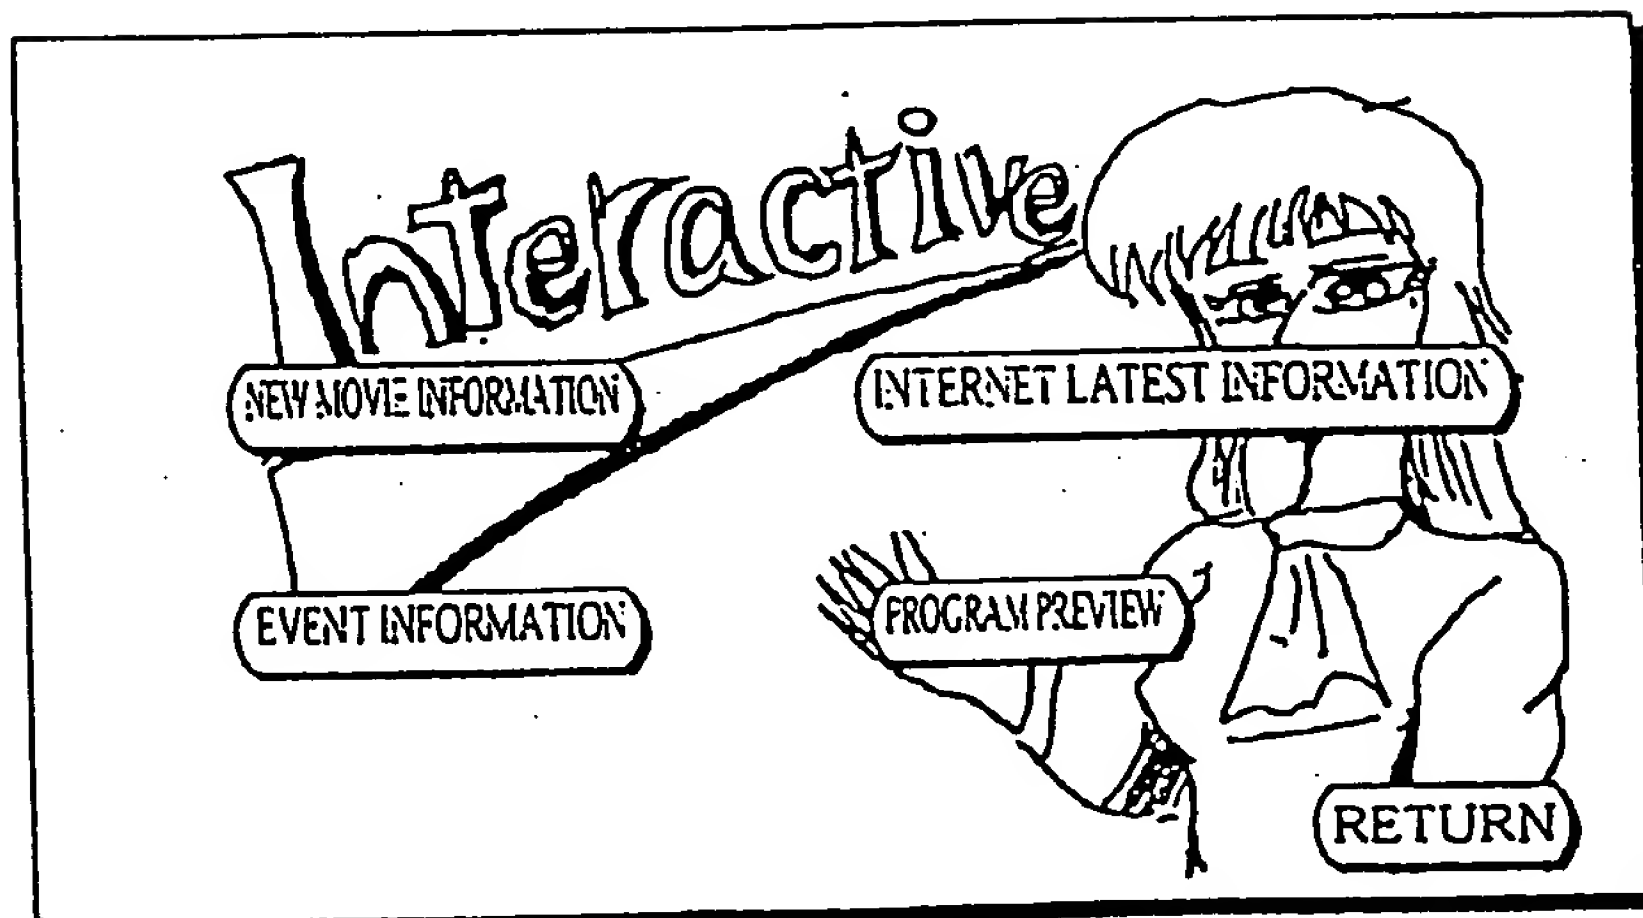 Interactive
NEW MOVIE INFORMATION
INTERNET LATEST INFORMATION
EVENT INFORMATION
PROGRAM PREVIEW
RETURN